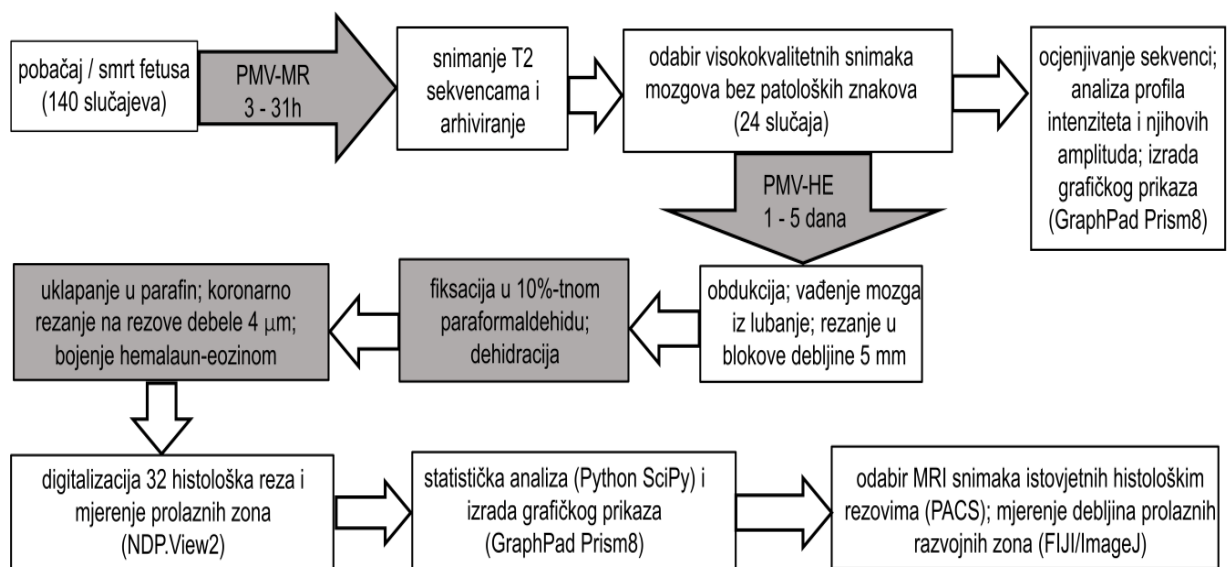 pobačaj / smrt fetusa
(140 slučajeva)
PMV-MR
3 - 31h
snimanje T2
sekvencama i
arhiviranje
odabir visokokvalitetnih snimaka
mozgova bez patoloških znakova
(24 slučaja)
ocjenjivanje sekvenci;
analiza profila
intenziteta i njihovih
amplituda; izrada
grafičkog prikaza
(GraphPad Prism8)
PMV-HE
1 - 5 dana
obdukcija; vađenje mozga
iz lubanje; rezanje u
blokove debljine 5 mm
fiksacija u 10%-tnom
paraformaldehidu;
dehidracija
uklapanje u parafin; koronarno
rezanje na rezove debele 4 μm;
bojenje hemalaun-eozinom
digitalizacija 32 histološka reza i
mjerenje prolaznih zona
(NDP.View2)
statistička analiza (Python SciPy) i
izrada grafičkog prikaza
(GraphPad Prism8)
odabir MRI snimaka istovjetnih histološkim
rezovima (PACS); mjerenje debljina prolaznih
razvojnih zona (FIJI/ImageJ)